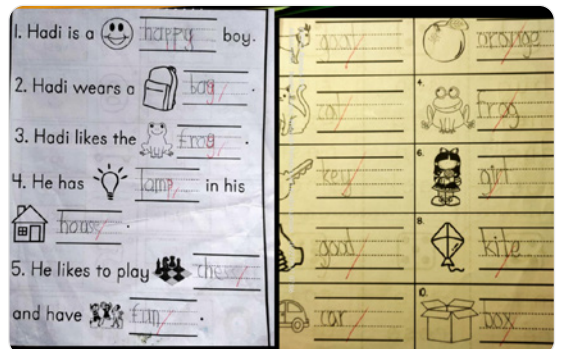 1. Hadi is a happy boy.
2. Hadi wears a bag.
3. Hadi likes the frog.
4. He has lamp in his
house.
5. He likes to play chess
and have fun.
goat orange
cat 4. frog
key 6. girl
good 8. kite
car 10. box